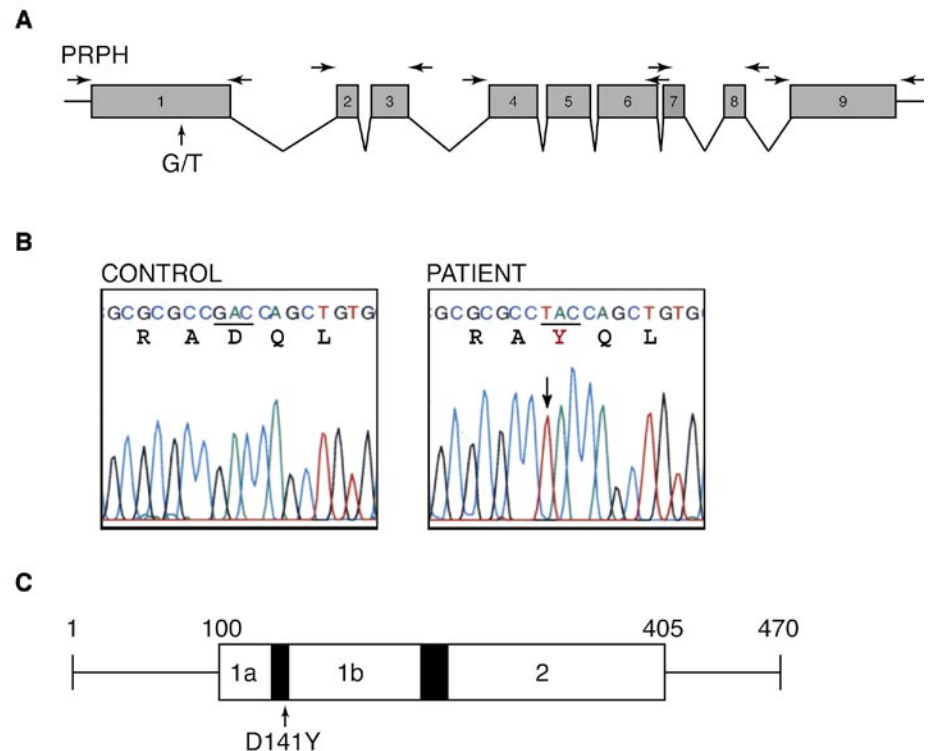 A
PRPH
1 2 3 4 5 6 7 8 9
G/T
B
CONTROL
GCGCGCCGACCAGCTGTG
R A D Q L
PATIENT
GCGCGCCTACCAGCTGTG
R A Y Q L
C
1 100 405 470
1a 1b 2
D141Y